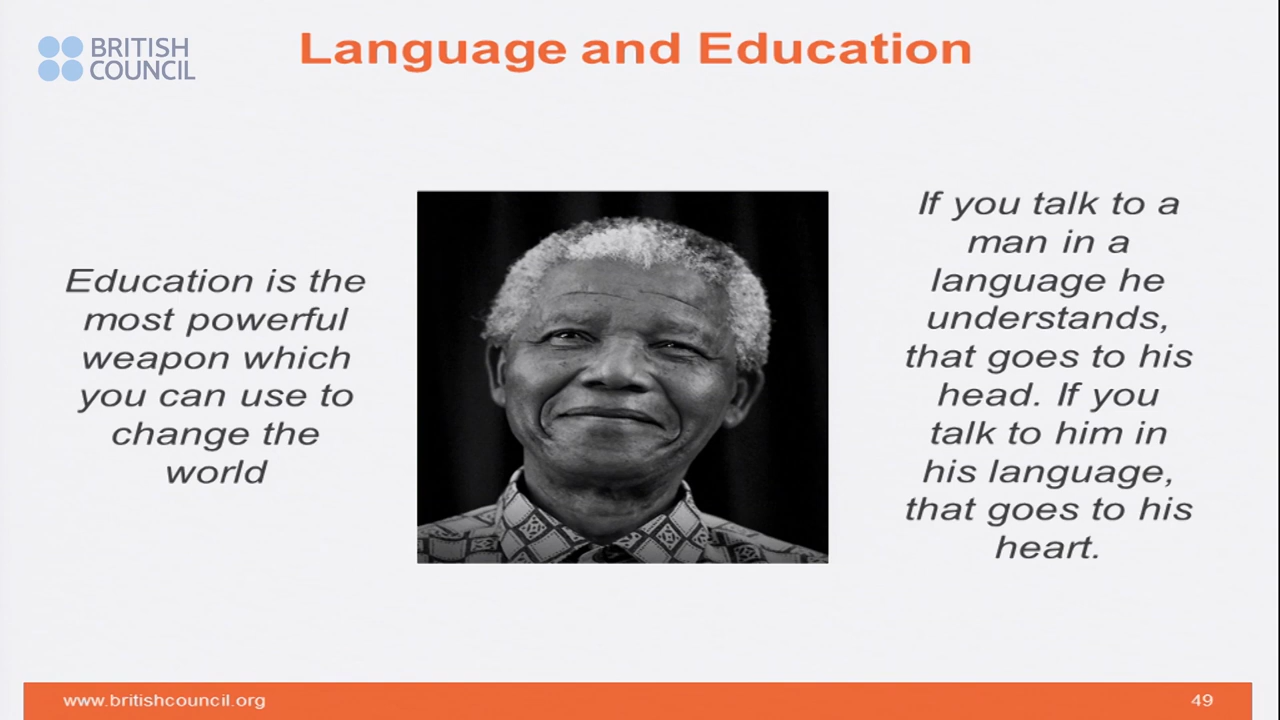 BRITISH
COUNCIL
Language and Education
Education is the
most powerful
weapon which
you can use to
change the
world
If you talk to a
man in a
language he
understands,
that goes to his
head. If you
talk to him in
his language,
that goes to his
heart.
www.britishcouncil.org
49